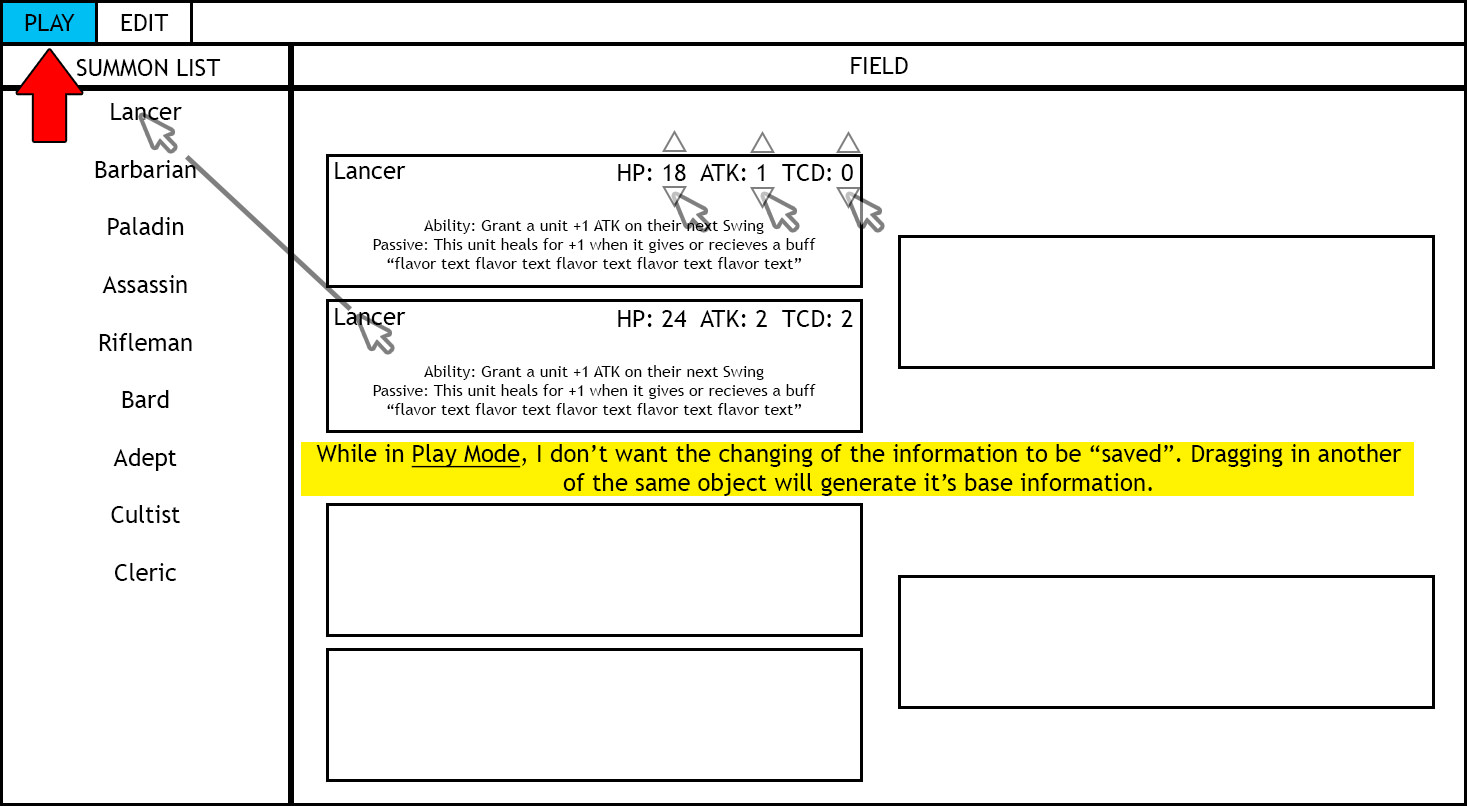 PLAY EDIT
SUMMON LIST
FIELD
Lancer
Barbarian
Paladin
Assassin
Rifleman
Bard
Adept
Cultist
Cleric
Lancer HP: 18 ATK: 1 TCD: 0
Ability: Grant a unit +1 ATK on their next Swing
Passive: This unit heals for +1 when it gives or recieves a buff
“flavor text flavor text flavor text flavor text flavor text”
Lancer HP: 24 ATK: 2 TCD: 2
Ability: Grant a unit +1 ATK on their next Swing
Passive: This unit heals for +1 when it gives or recieves a buff
“flavor text flavor text flavor text flavor text flavor text”
While in Play Mode, I don’t want the changing of the information to be “saved”. Dragging in another
of the same object will generate it’s base information.